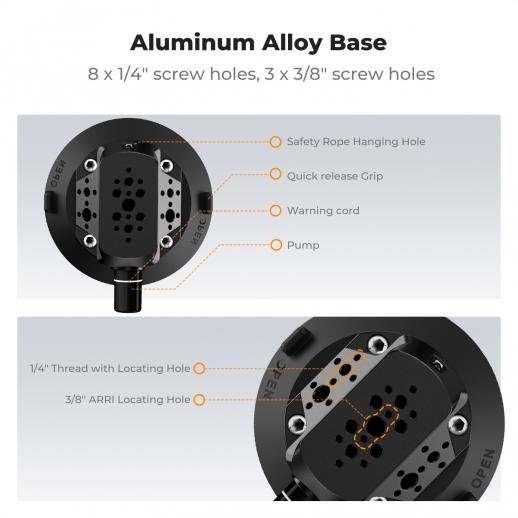 Aluminum Alloy Base
8 x 1/4" screw holes, 3 x 3/8" screw holes
Safety Rope Hanging Hole
OPEN
Quick release Grip
Warning cord
OPEN
Pump
1/4" Thread with Locating Hole
OPEN
3/8" ARRI Locating Hole
OPEN